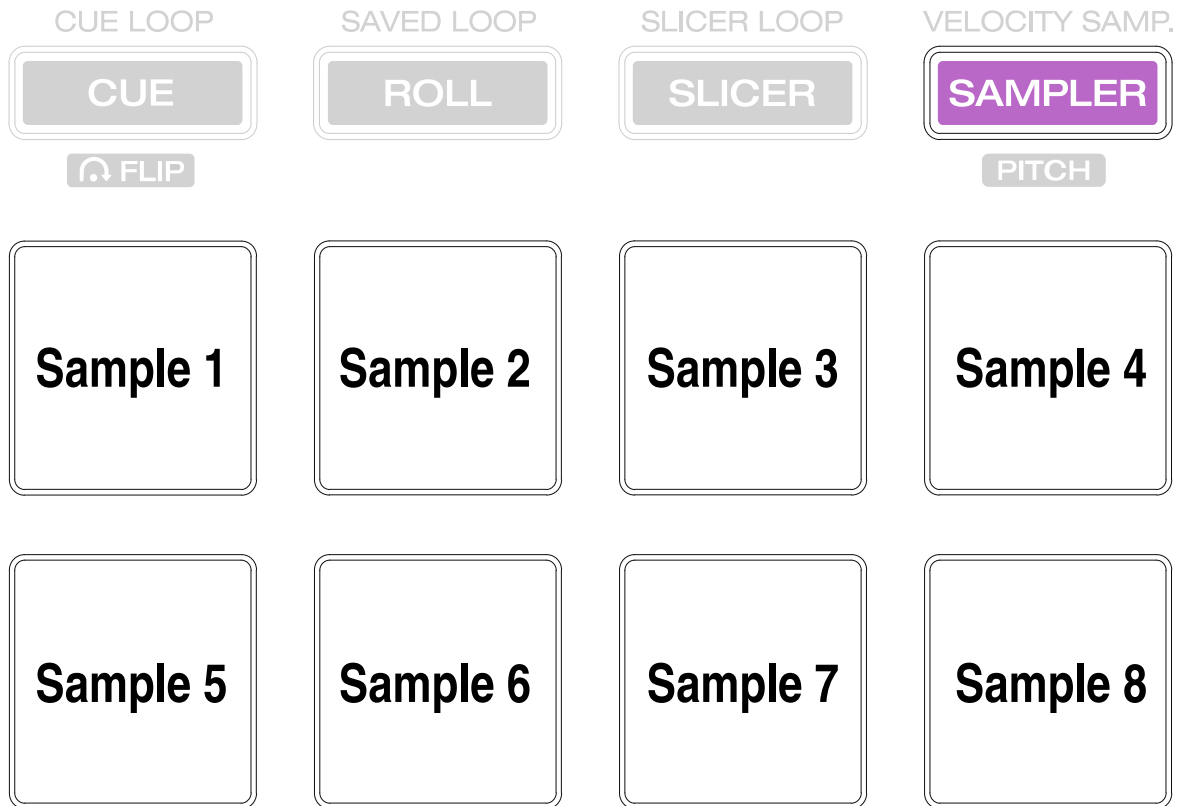 CUE LOOP SAVED LOOP SLICER LOOP VELOCITY SAMP.
CUE ROLL SLICER SAMPLER
FLIP PITCH
Sample 1 Sample 2 Sample 3 Sample 4
Sample 5 Sample 6 Sample 7 Sample 8